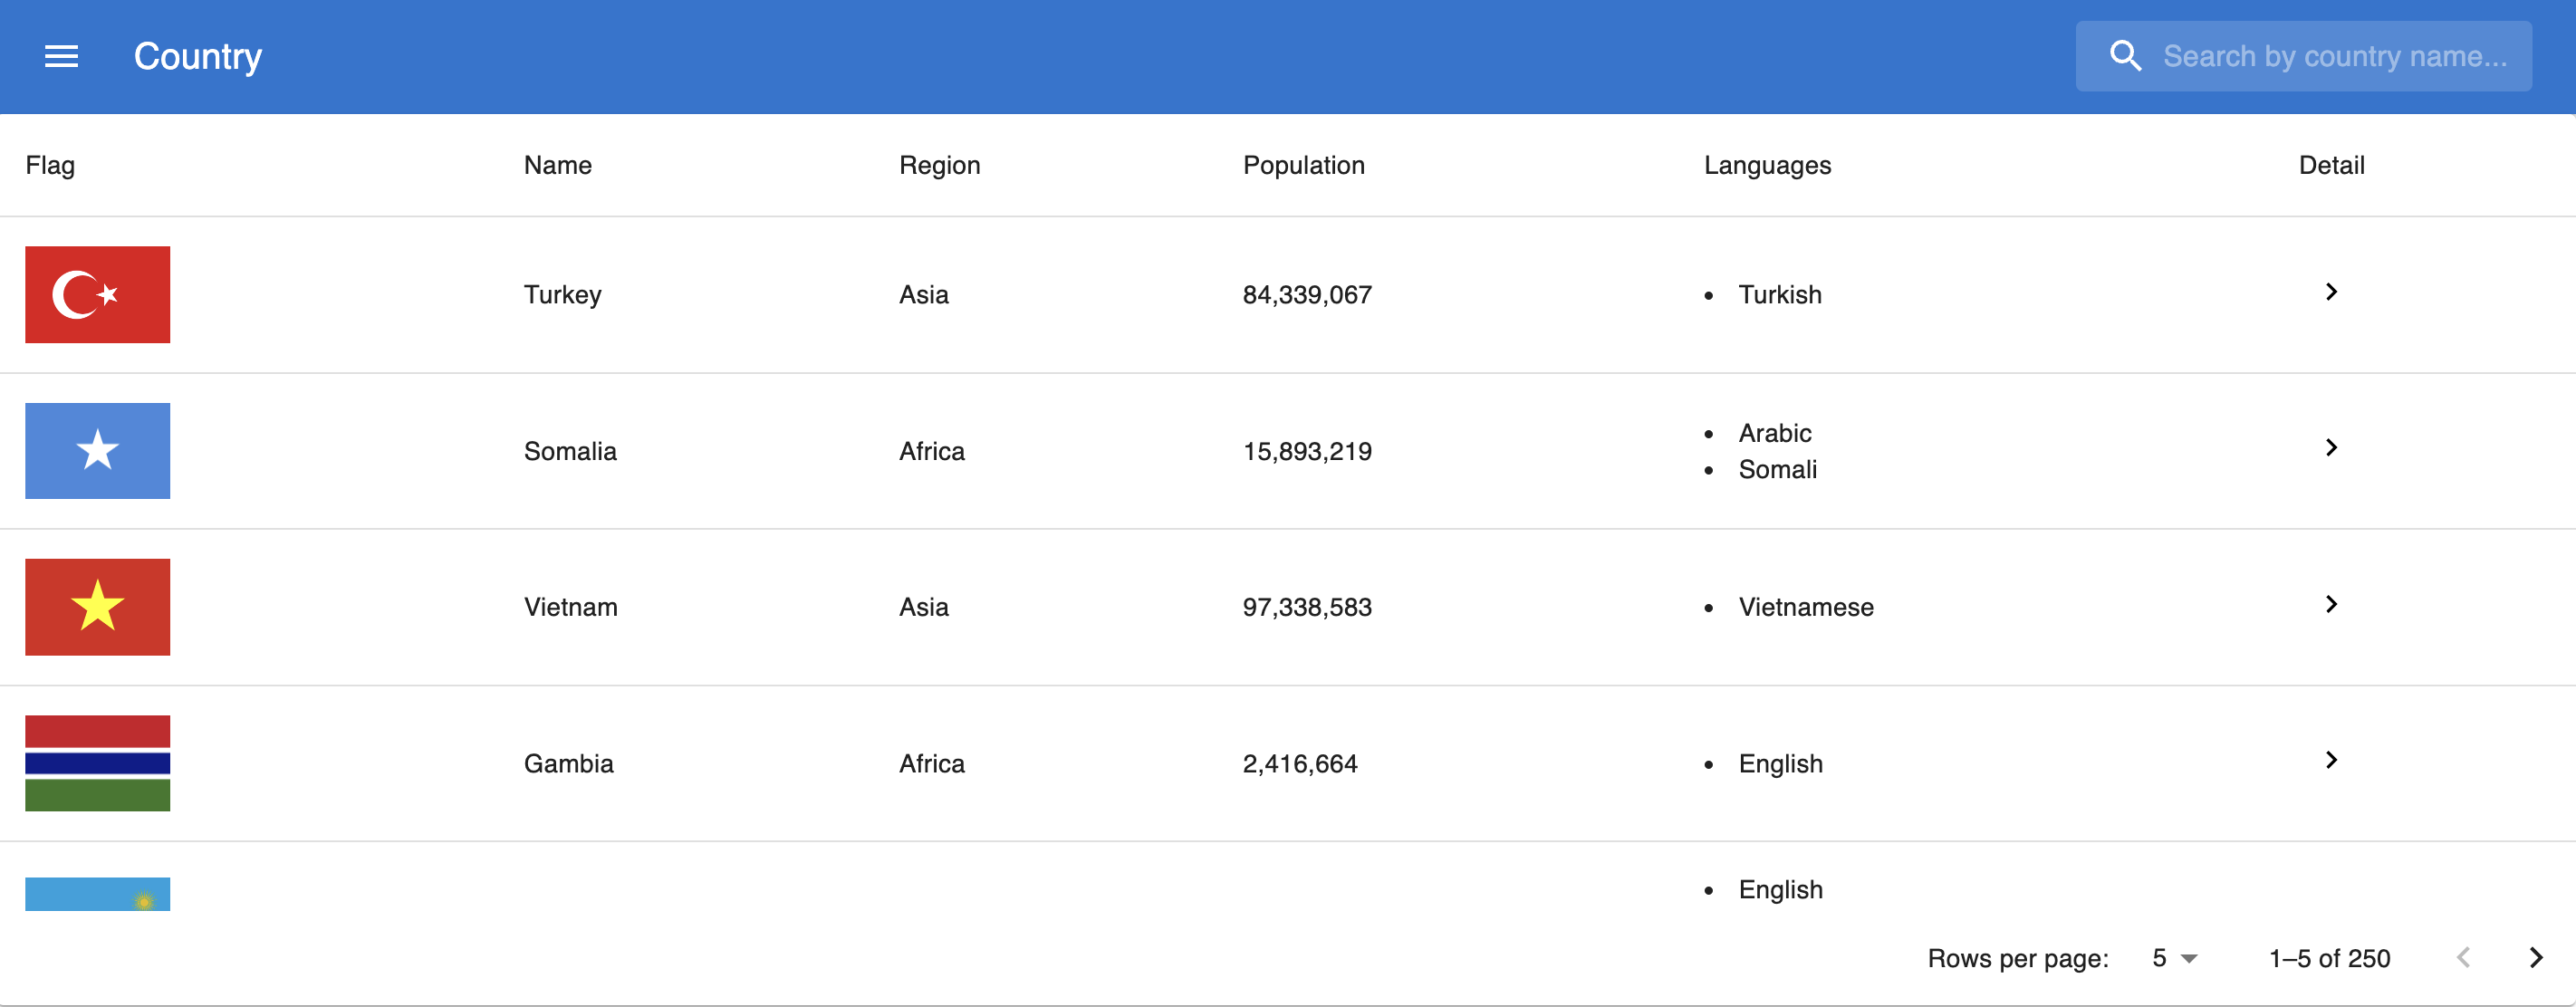 Country
Search by country name...
Flag Name Region Population Languages Detail
Turkey Asia 84,339,067 • Turkish
Somalia Africa 15,893,219 • Arabic
• Somali
Vietnam Asia 97,338,583 • Vietnamese
Gambia Africa 2,416,664 • English
• English
Rows per page: 5 1–5 of 250